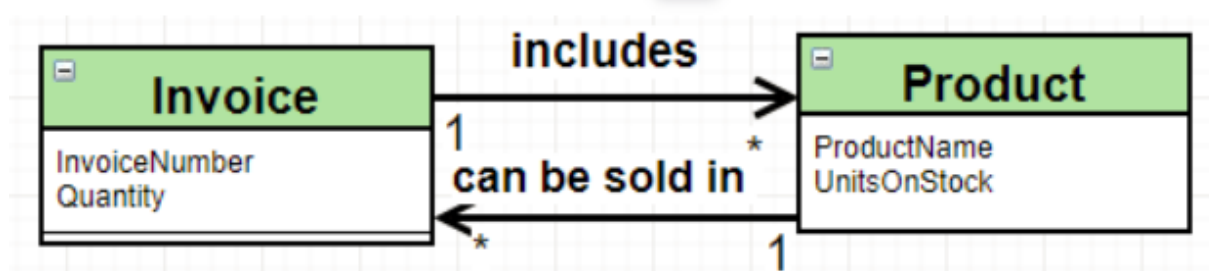 includes
Invoice
Product
1
*
InvoiceNumber
Quantity
ProductName
UnitsOnStock
can be sold in
*
1